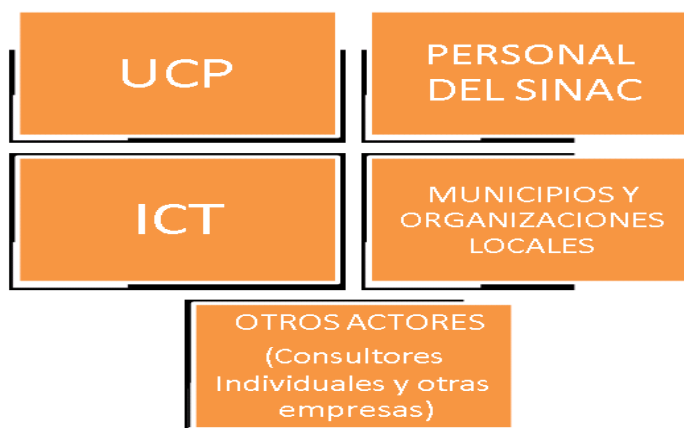 UCP
PERSONAL
DEL SINAC
ICT
MUNICIPIOS Y
ORGANIZACIONES
LOCALES
OTROS ACTORES
(Consultores
Individuales y otras
empresas)